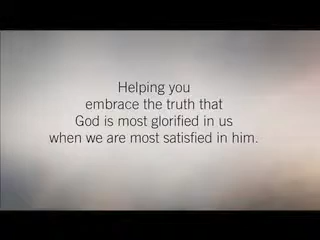 Helping you
embrace the truth that
God is most glorified in us
when we are most satisfied in him.